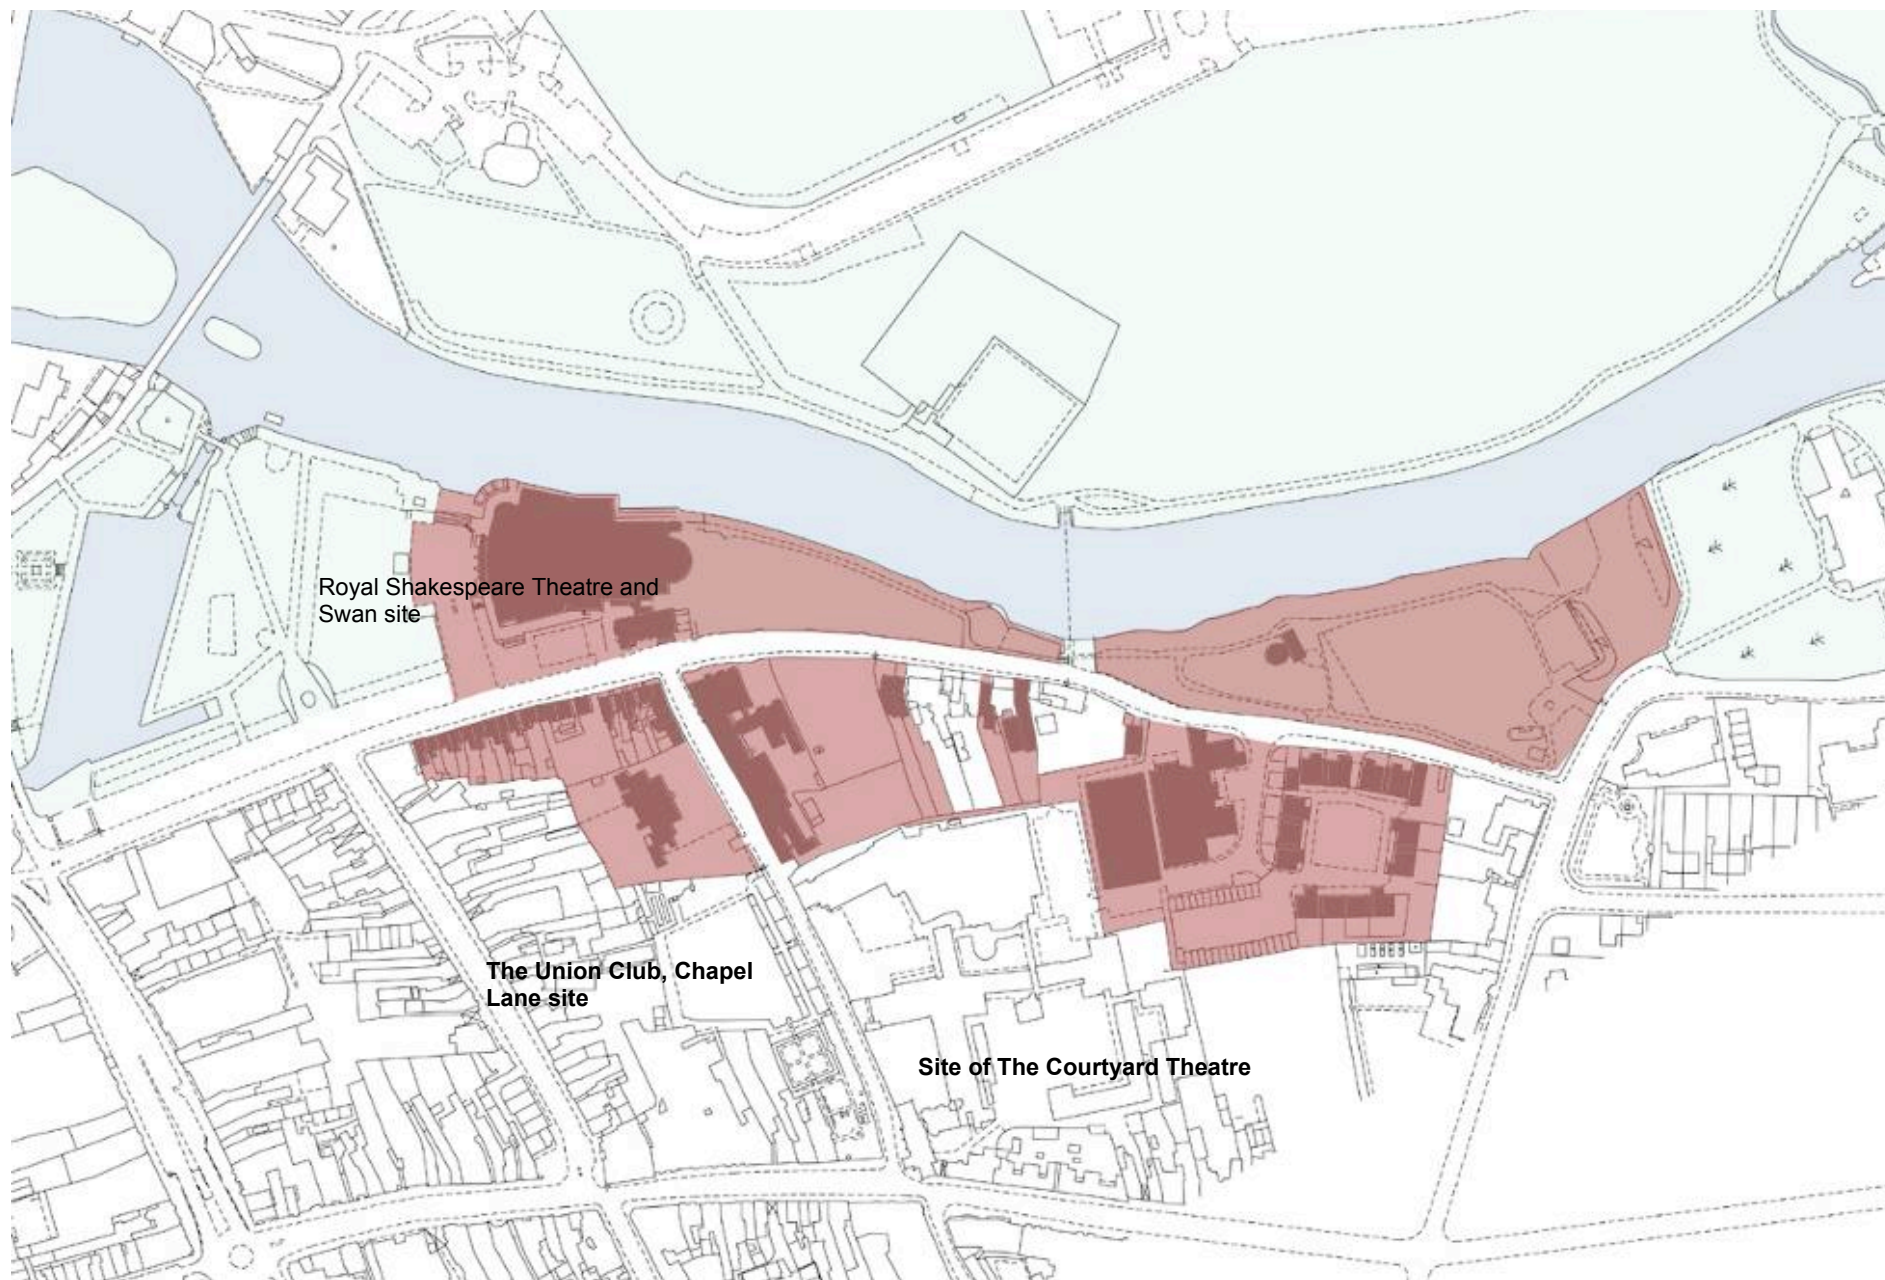 Royal Shakespeare Theatre and
Swan site
The Union Club, Chapel
Lane site
Site of The Courtyard Theatre